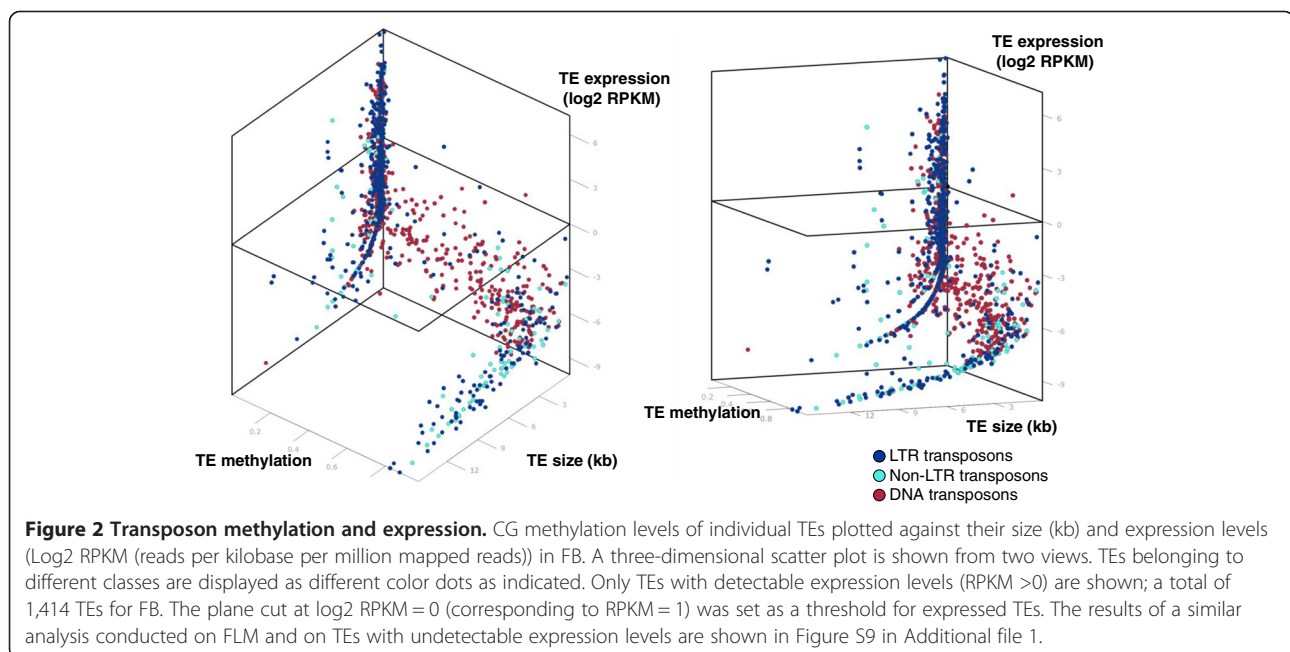 TE expression
(log2 RPKM)
6
3
0
-3
-6
-9
0.2
0.4
0.6
TE methylation
12
9
6
3
TE size (kb)
TE expression
(log2 RPKM)
6
3
0
-3
-6
-9
0.2
0.8
TE methylation
12
9
6
3
TE size (kb)
LTR transposons
Non-LTR transposons
DNA transposons
Figure 2 Transposon methylation and expression. CG methylation levels of individual TEs plotted against their size (kb) and expression levels
(Log2 RPKM (reads per kilobase per million mapped reads)) in FB. A three-dimensional scatter plot is shown from two views. TEs belonging to
different classes are displayed as different color dots as indicated. Only TEs with detectable expression levels (RPKM >0) are shown; a total of
1,414 TEs for FB. The plane cut at log2 RPKM = 0 (corresponding to RPKM = 1) was set as a threshold for expressed TEs. The results of a similar
analysis conducted on FLM and on TEs with undetectable expression levels are shown in Figure S9 in Additional file 1.